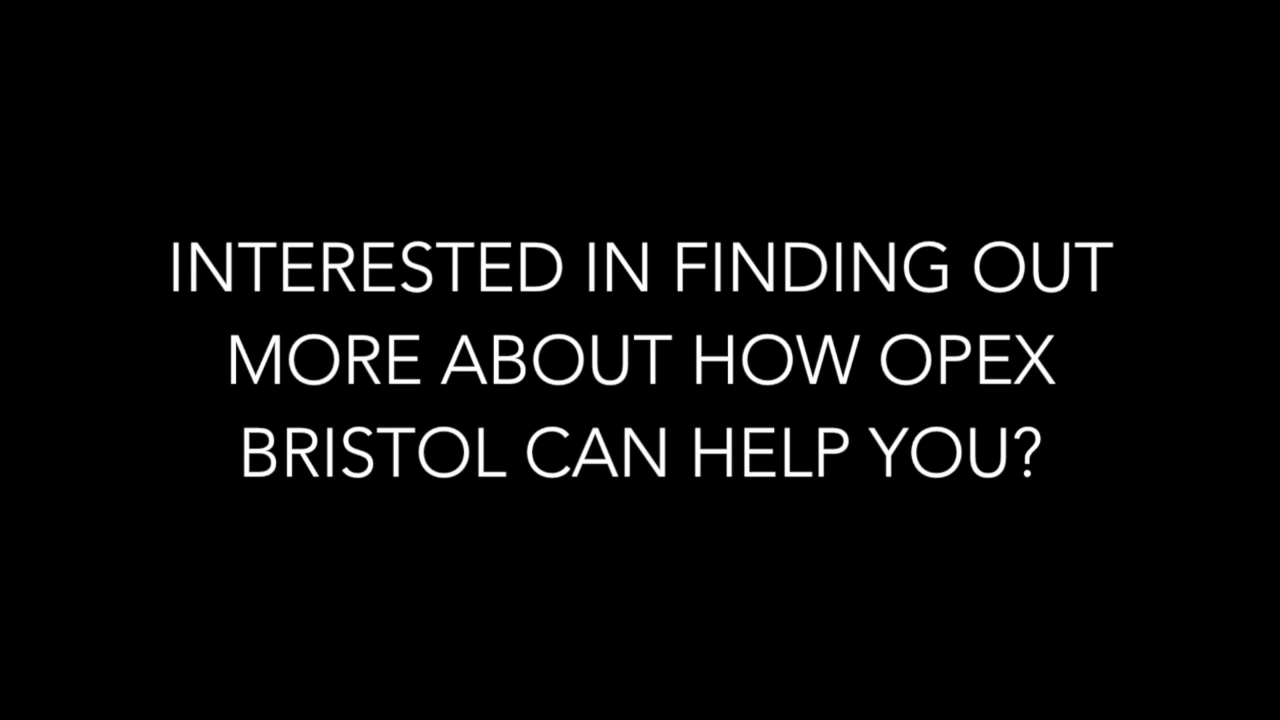 INTERESTED IN FINDING OUT
MORE ABOUT HOW OPEX
BRISTOL CAN HELP YOU?